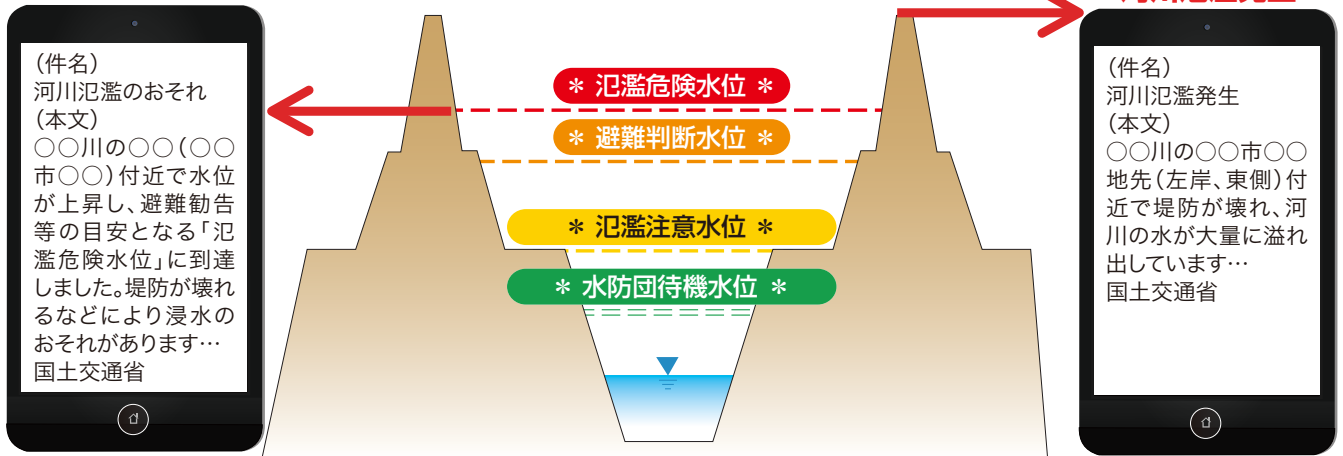 (件名)
河川氾濫のおそれ
(本文)
○○川の○○(○○
市○○)付近で水位
が上昇し、避難勧告
等の目安となる「氾
濫危険水位」に到達
しました。堤防が壊れ
るなどにより浸水の
おそれがあります…
国土交通省
＊ 氾濫危険水位 ＊
＊ 避難判断水位 ＊
＊ 氾濫注意水位 ＊
＊ 水防団待機水位 ＊
(件名)
河川氾濫発生
(本文)
○○川の○○市○○
地先(左岸、東側)付
近で堤防が壊れ、河
川の水が大量に溢れ
出しています…
国土交通省